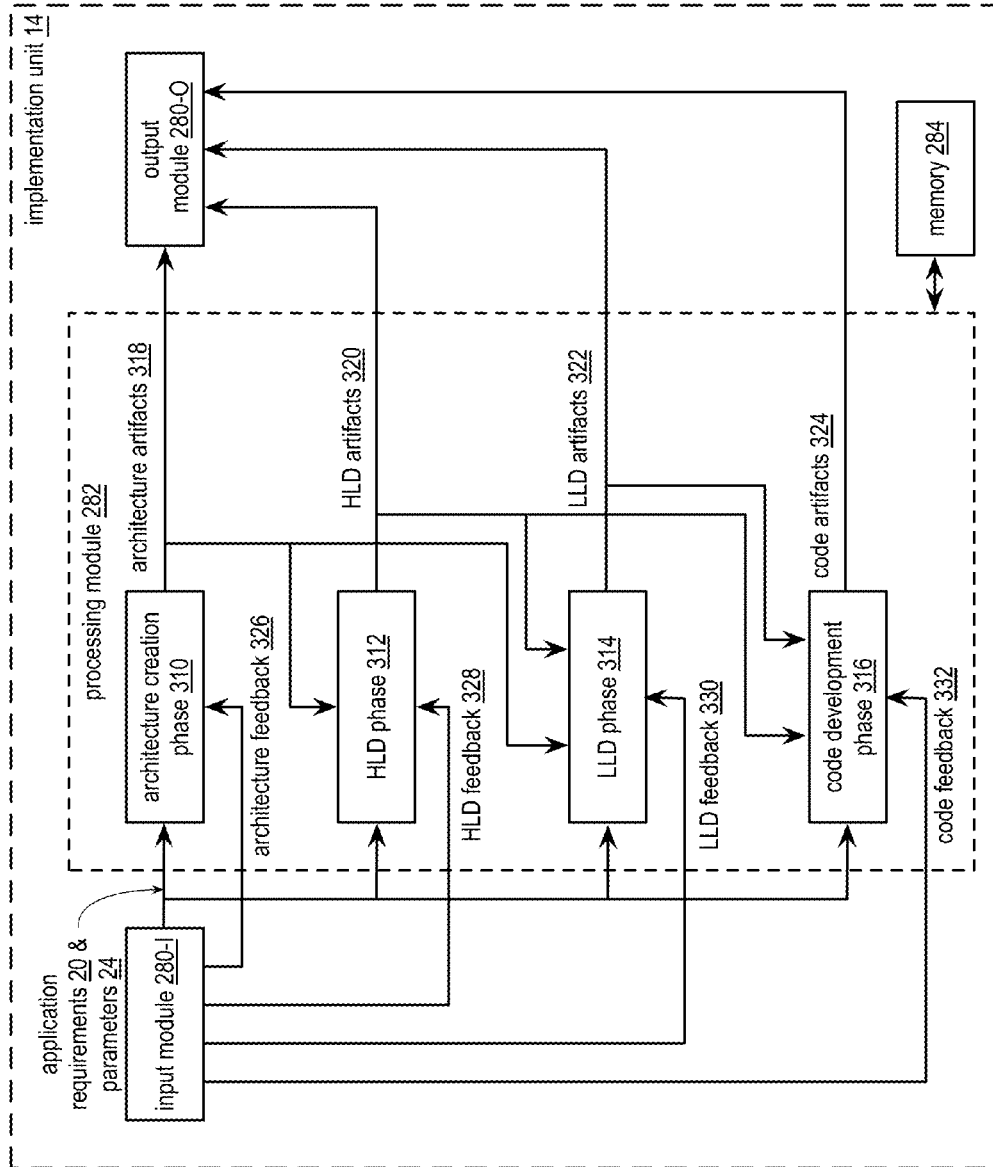 implementation unit 14
application
requirements 20 &
parameters 24
input module 280-I
processing module 282
architecture creation
phase 310
architecture artifacts 318
output
module 280-O
architecture feedback 326
HLD phase 312
HLD artifacts 320
HLD feedback 328
LLD phase 314
LLD artifacts 322
LLD feedback 330
code development
phase 316
code artifacts 324
code feedback 332
memory 284